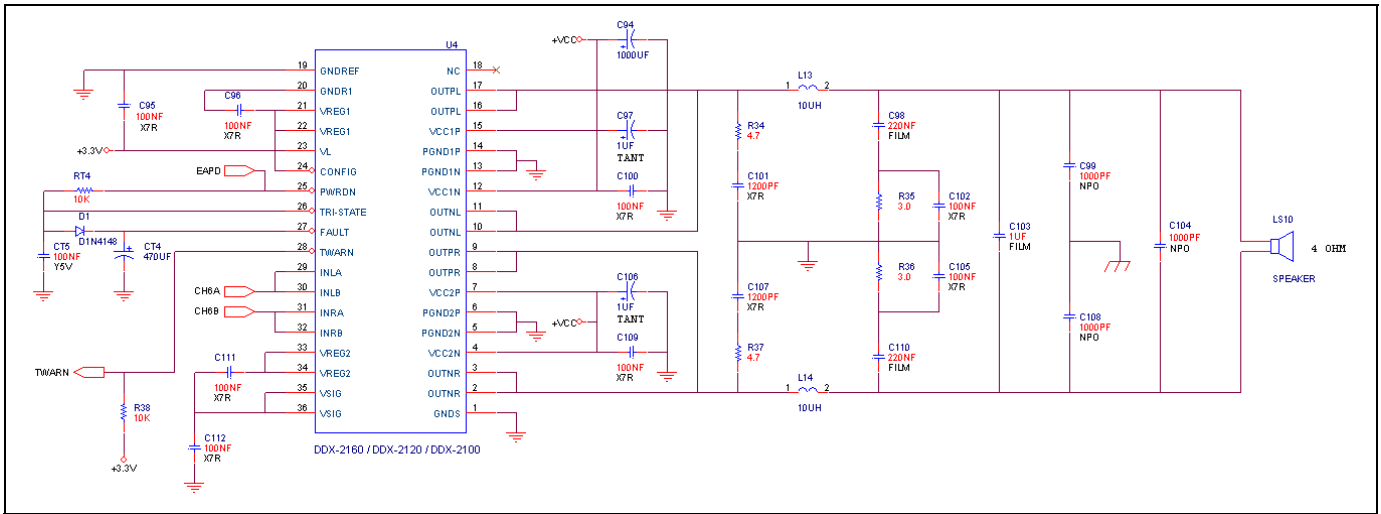 U4
19 GNDREF
20 GNDR1
21 VREG1
22 VREG1
23 VL
24 CONFIG
25 PWRDN
26 TRI-STATE
27 FAULT
28 TWARN
29 INLA
30 INLB
31 INRA
32 INRB
33 VREG2
34 VREG2
35 VSIG
36 VSIG
NC 18
OUTPL 17
OUTPL 16
VCC1P 15
PGND1P 14
PGND1N 13
VCC1N 12
OUTNL 11
OUTNL 10
OUTPR 9
OUTPR 8
VCC2P 7
PGND2P 6
PGND2N 5
VCC2N 4
OUTNR 3
OUTNR 2
GNDS 1
DDX-2160 / DDX-2120 / DDX-2100
C95
100NF
X7R
C96
100NF
X7R
+3.3V
EAPD
RT4
10K
D1
D1N4148
CT5
100NF
Y5V
CT4
470UF
CH6A
CH6B
TWARN
R38
10K
+3.3V
C111
100NF
X7R
C112
100NF
X7R
+VCC
C94
1000UF
C97
1UF
TANT
C100
100NF
X7R
C106
1UF
TANT
+VCC
C109
100NF
X7R
R34
4.7
C101
1200PF
X7R
C107
1200PF
X7R
R37
4.7
L13
1 2
10UH
L14
1 2
10UH
C98
220NF
FILM
R35
3.0
C102
100NF
X7R
R36
3.0
C105
100NF
X7R
C110
220NF
FILM
C103
1UF
FILM
C99
1000PF
NPO
C108
1000PF
NPO
C104
1000PF
NPO
LS10
4 OHM
SPEAKER